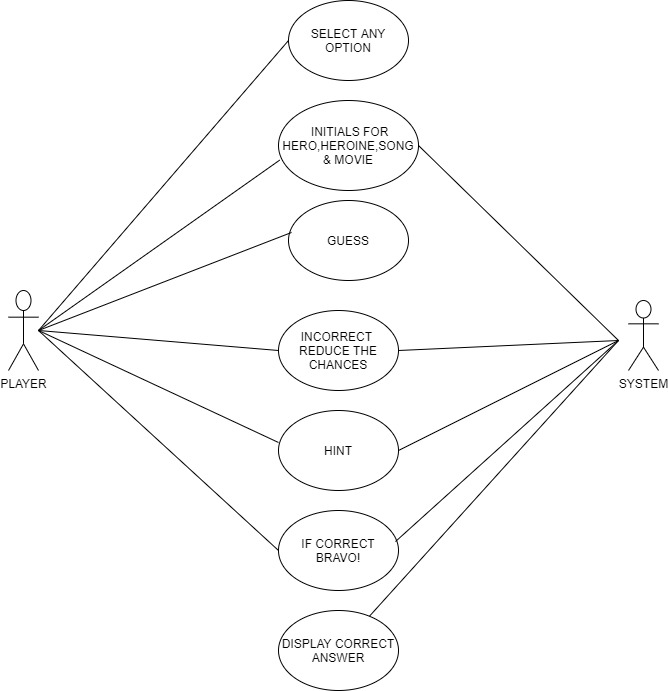 SELECT ANY
OPTION
INITIALS FOR
HERO,HEROINE,SONG
& MOVIE
GUESS
INCORRECT
REDUCE THE
CHANCES
PLAYER
SYSTEM
HINT
IF CORRECT
BRAVO!
DISPLAY CORRECT
ANSWER